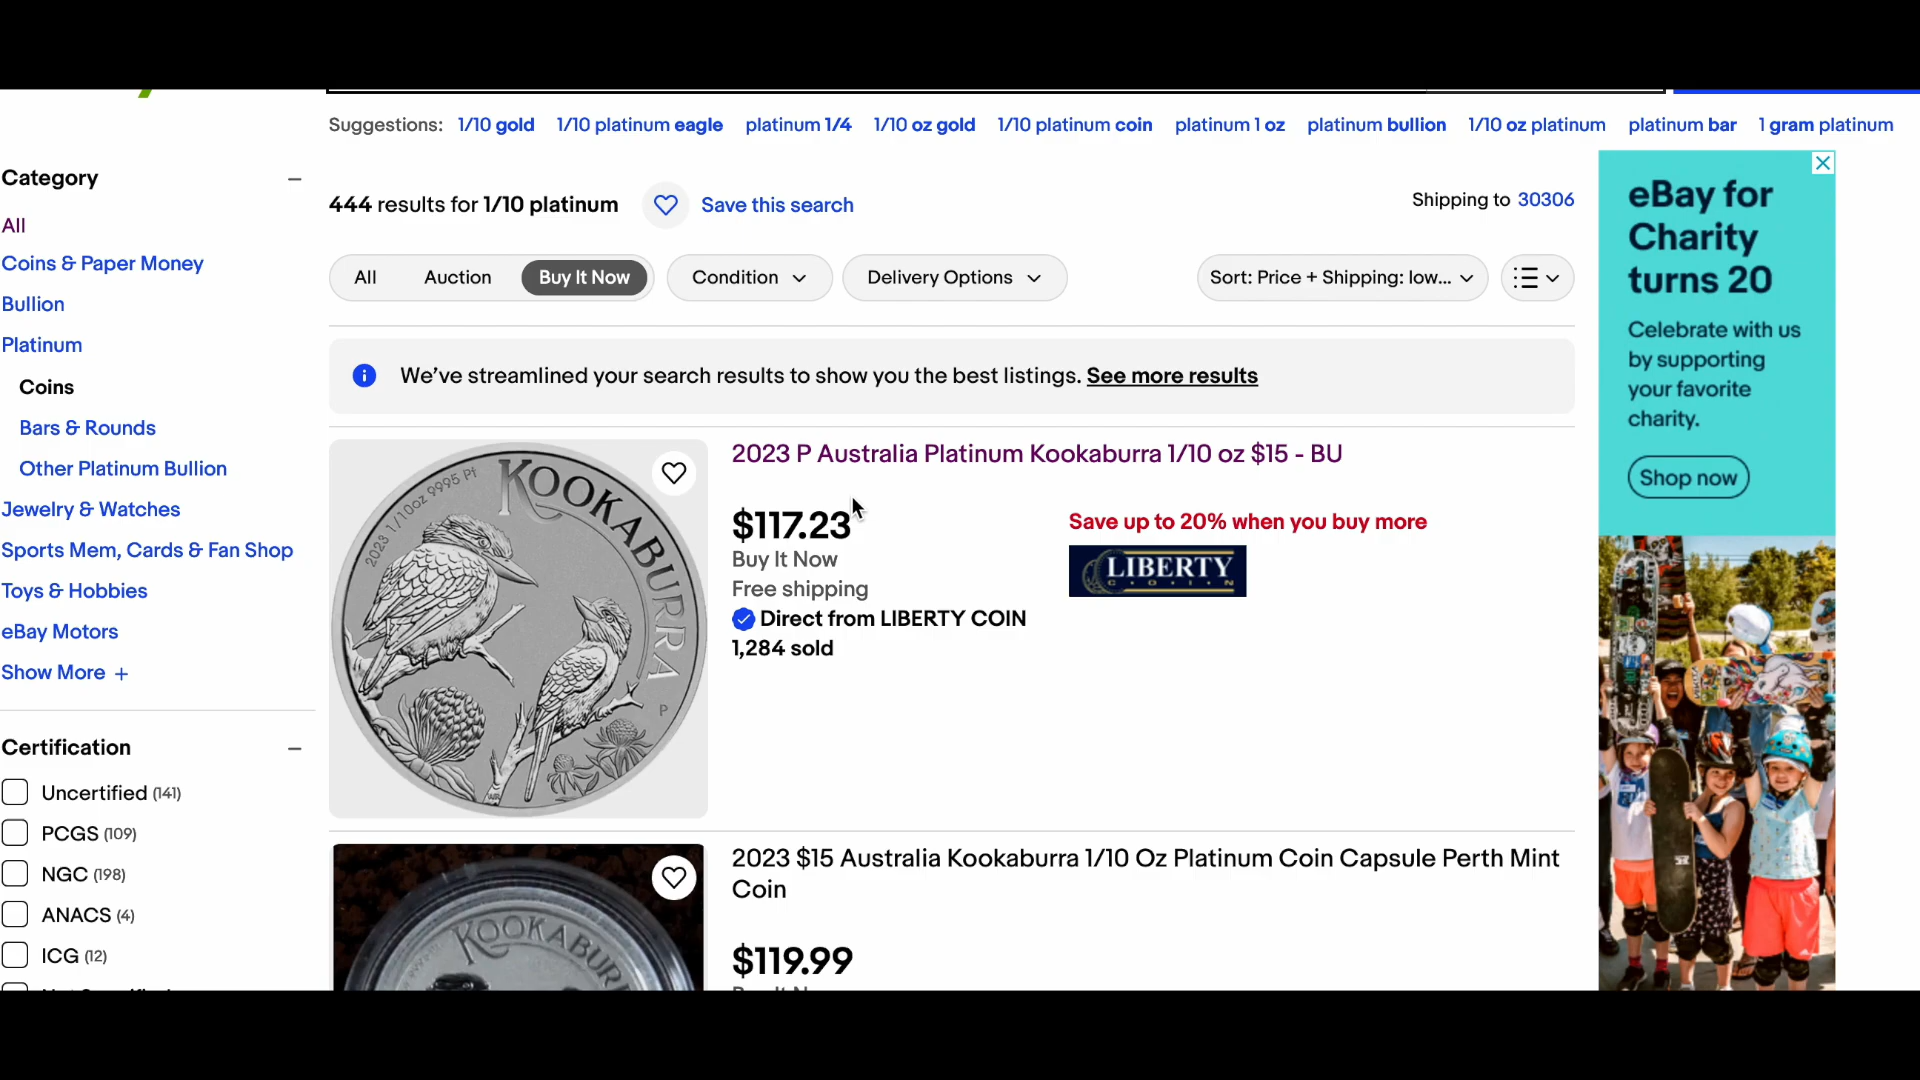 Suggestions: 1/10 gold 1/10 platinum eagle platinum 1/4 1/10 oz gold 1/10 platinum coin platinum 1 oz platinum bullion 1/10 oz platinum platinum bar 1 gram platinum
Category
All
Coins & Paper Money
Bullion
Platinum
Coins
Bars & Rounds
Other Platinum Bullion
Jewelry & Watches
Sports Mem, Cards & Fan Shop
Toys & Hobbies
eBay Motors
Show More +
Certification
Uncertified (141)
PCGS (109)
NGC (198)
ANACS (4)
ICG (12)
444 results for 1/10 platinum
Save this search
Shipping to 30306
All Auction Buy It Now Condition Delivery Options Sort: Price + Shipping: low...
We've streamlined your search results to show you the best listings. See more results
KOOKABURRA
2023 1/10oz 9995 Pt
P
2023 P Australia Platinum Kookaburra 1/10 oz $15 - BU
$117.23
Buy It Now
Free shipping
Direct from LIBERTY COIN
1,284 sold
Save up to 20% when you buy more
LIBERTY
COIN
KOOKABUR
2023 $15 Australia Kookaburra 1/10 Oz Platinum Coin Capsule Perth Mint
Coin
$119.99
eBay for
Charity
turns 20
Celebrate with us
by supporting
your favorite
charity.
Shop now